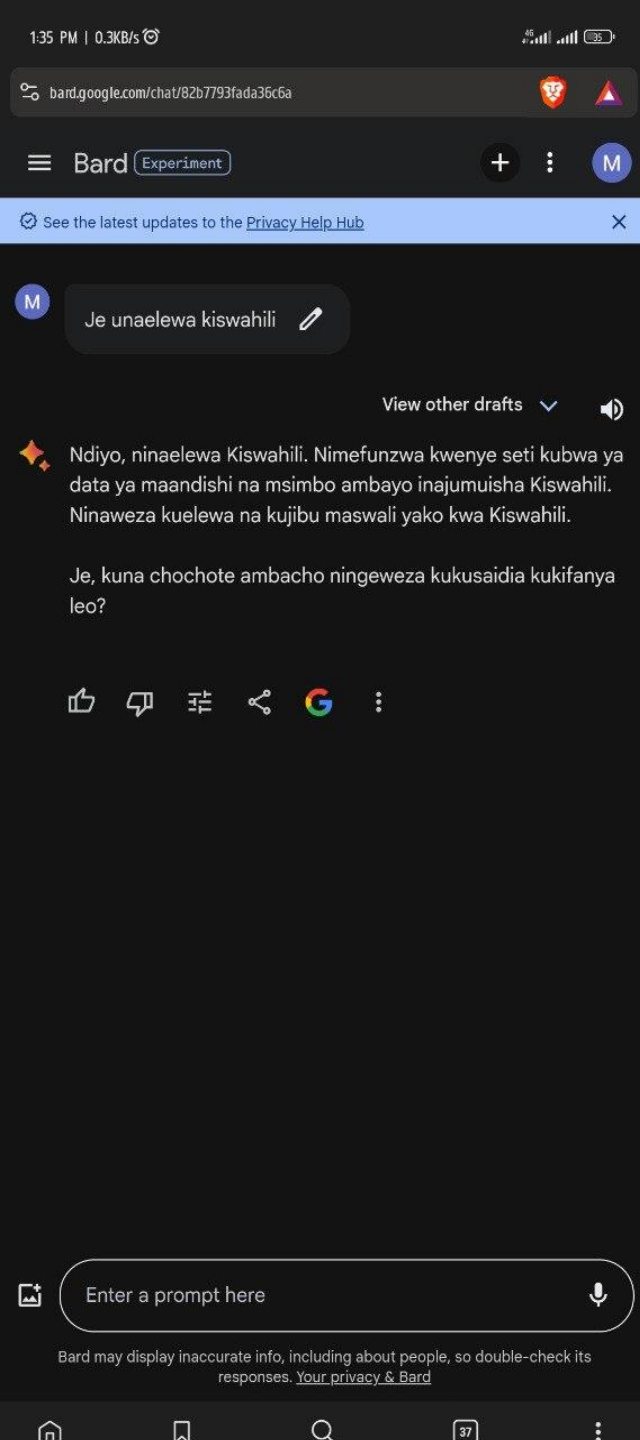 1:35 PM | 0.3KB/s
4G
35
bard.google.com/chat/82b7793fada36c6a
Bard Experiment
M
See the latest updates to the Privacy Help Hub
M
Je unaelewa kiswahili
View other drafts
Ndiyo, ninaelewa Kiswahili. Nimefunzwa kwenye seti kubwa ya
data ya maandishi na msimbo ambayo inajumuisha Kiswahili.
Ninaweza kuelewa na kujibu maswali yako kwa Kiswahili.
Je, kuna chochote ambacho ningeweza kukusaidia kukifanya
leo?
Enter a prompt here
Bard may display inaccurate info, including about people, so double-check its
responses. Your privacy & Bard
37